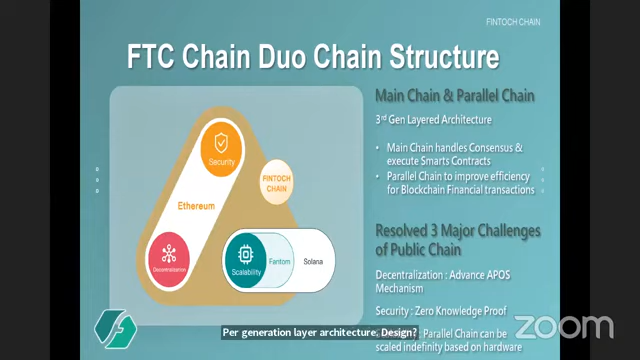 FINTOCH CHAIN
FTC Chain Duo Chain Structure
Main Chain & Parallel Chain
3rd Gen Layered Architecture
• Main Chain handles Consensus &
execute Smarts Contracts
• Parallel Chain to improve efficiency
for Blockchain Financial transactions
Security
FINTOCH
CHAIN
Ethereum
Decentralization
Scalability
Fantom
Solana
Resolved 3 Major Challenges
of Public Chain
Decentralization : Advance APOS
Mechanism
Security : Zero Knowledge Proof
: Parallel Chain can be
scaled indefinity based on hardware
Per generation layer architecture, Design?
zoom